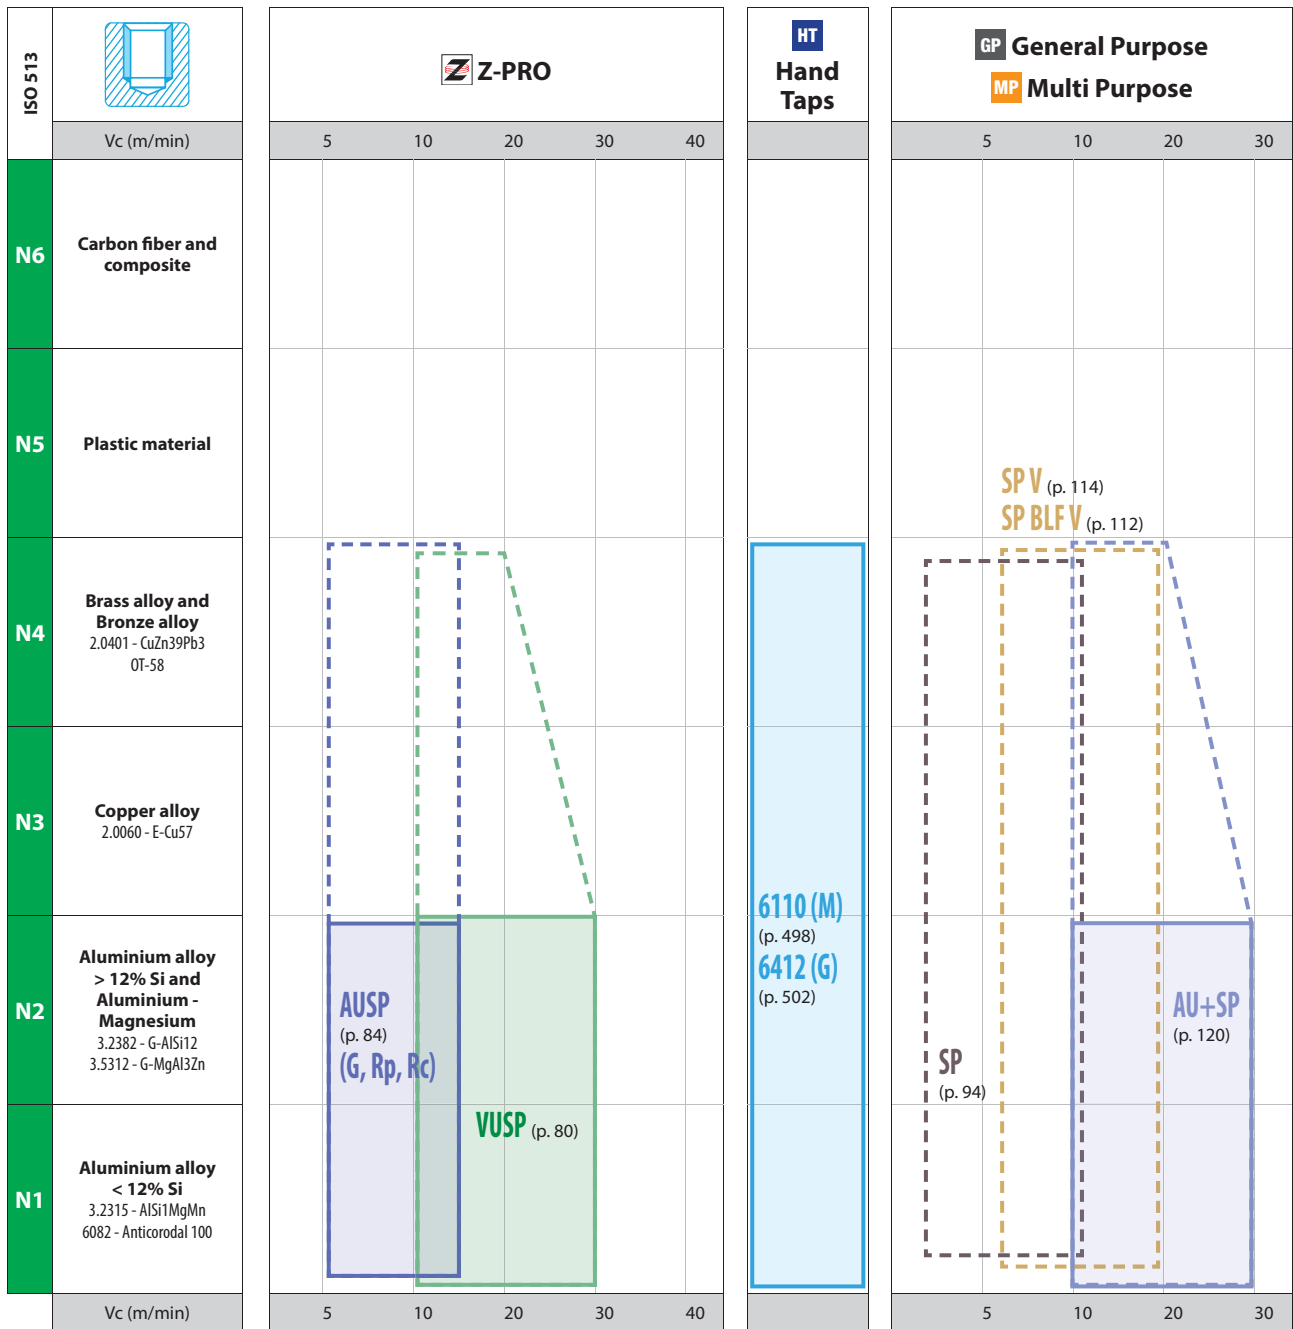 ISO 513
Z-PRO
HT
Hand
Taps
GP General Purpose
MP Multi Purpose
Vc (m/min)
5 10 20 30 40
5 10 20 30
N6
Carbon fiber and
composite
N5
Plastic material
SP V (p. 114)
SP BLF V (p. 112)
N4
Brass alloy and
Bronze alloy
2.0401 - CuZn39Pb3
OT-58
N3
Copper alloy
2.0060 - E-Cu57
6110 (M)
(p. 498)
6412 (G)
(p. 502)
N2
Aluminium alloy
> 12% Si and
Aluminium -
Magnesium
3.2382 - G-AlSi12
3.5312 - G-MgAl3Zn
AUSP
(p. 84)
(G, Rp, Rc)
AU+SP
(p. 120)
SP
(p. 94)
VUSP (p. 80)
N1
Aluminium alloy
< 12% Si
3.2315 - AlSi1MgMn
6082 - Anticorodal 100
Vc (m/min)
5 10 20 30 40
5 10 20 30